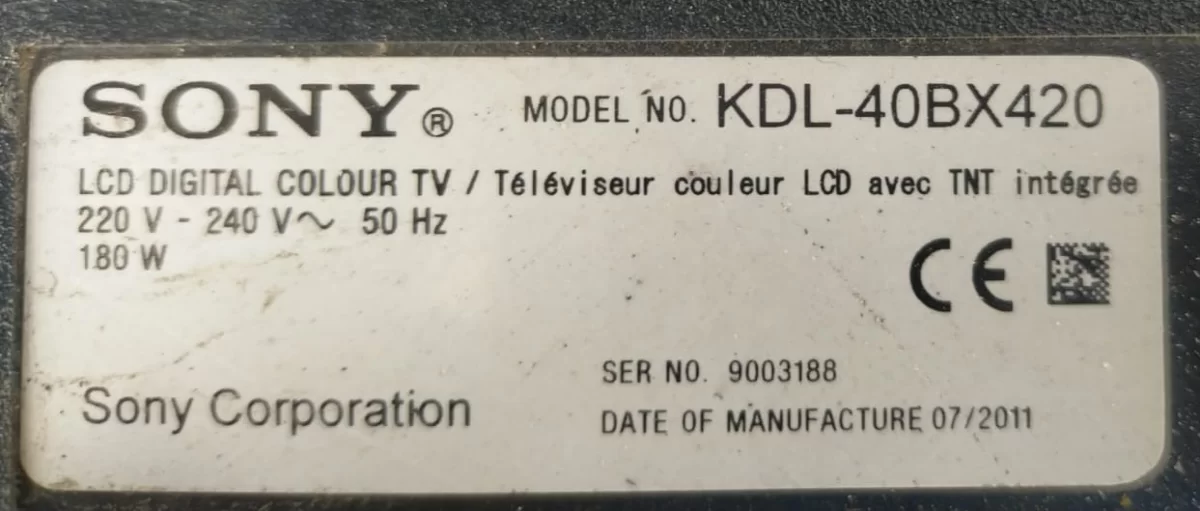 SONY® MODEL NO. KDL-40BX420
LCD DIGITAL COLOUR TV / Téléviseur couleur LCD avec TNT intégrée
220 V - 240 V～ 50 Hz
180 W
CE
SER NO. 9003188
Sony Corporation
DATE OF MANUFACTURE 07/2011